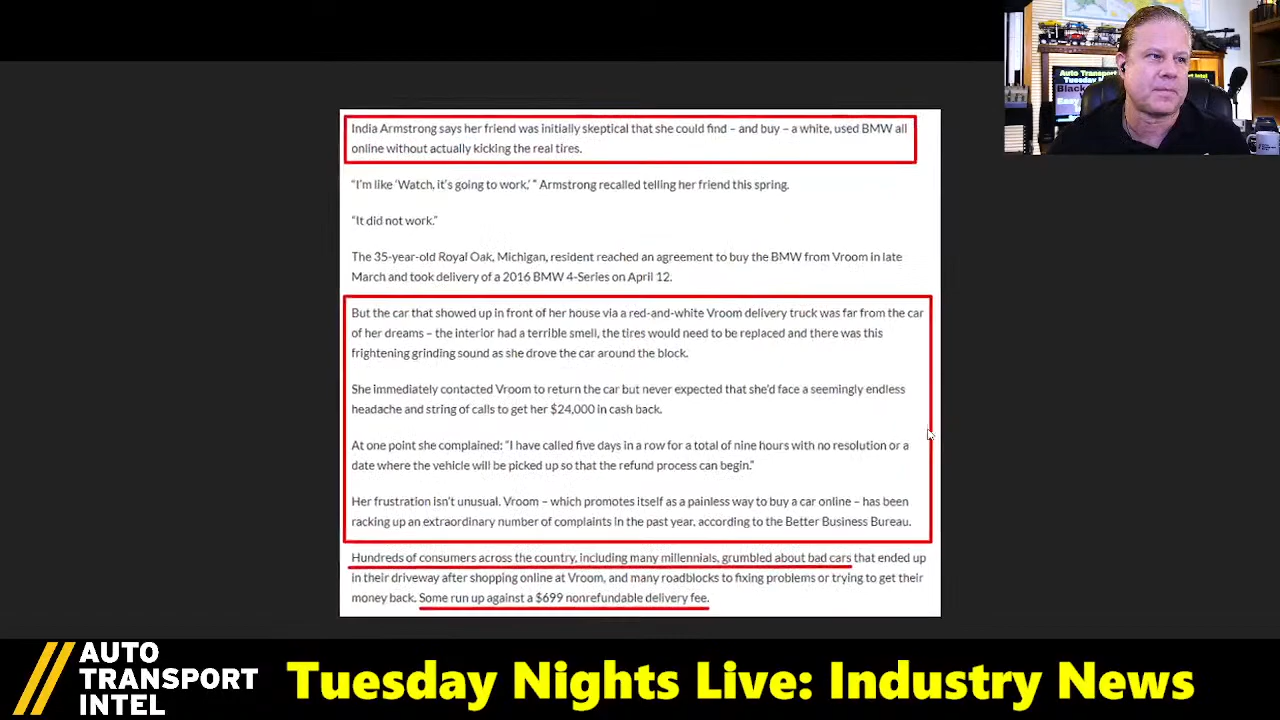 India Armstrong says her friend was initially skeptical that she could find – and buy – a white, used BMW all
online without actually kicking the real tires.
“I’m like ‘Watch, it’s going to work,’ ” Armstrong recalled telling her friend this spring.
“It did not work.”
The 35-year-old Royal Oak, Michigan, resident reached an agreement to buy the BMW from Vroom in late
March and took delivery of a 2016 BMW 4-Series on April 12.
But the car that showed up in front of her house via a red-and-white Vroom delivery truck was far from the car
of her dreams – the interior had a terrible smell, the tires would need to be replaced and there was this
frightening grinding sound as she drove the car around the block.
She immediately contacted Vroom to return the car but never expected that she’d face a seemingly endless
headache and string of calls to get her $24,000 in cash back.
At one point she complained: “I have called five days in a row for a total of nine hours with no resolution or a
date where the vehicle will be picked up so that the refund process can begin.”
Her frustration isn’t unusual. Vroom – which promotes itself as a painless way to buy a car online – has been
racking up an extraordinary number of complaints in the past year, according to the Better Business Bureau.
Hundreds of consumers across the country, including many millennials, grumbled about bad cars that ended up
in their driveway after shopping online at Vroom, and many roadblocks to fixing problems or trying to get their
money back. Some run up against a $699 nonrefundable delivery fee.
Auto Transport
Tuesday
Black
Easy
AUTO
TRANSPORT
INTEL
Tuesday Nights Live: Industry News